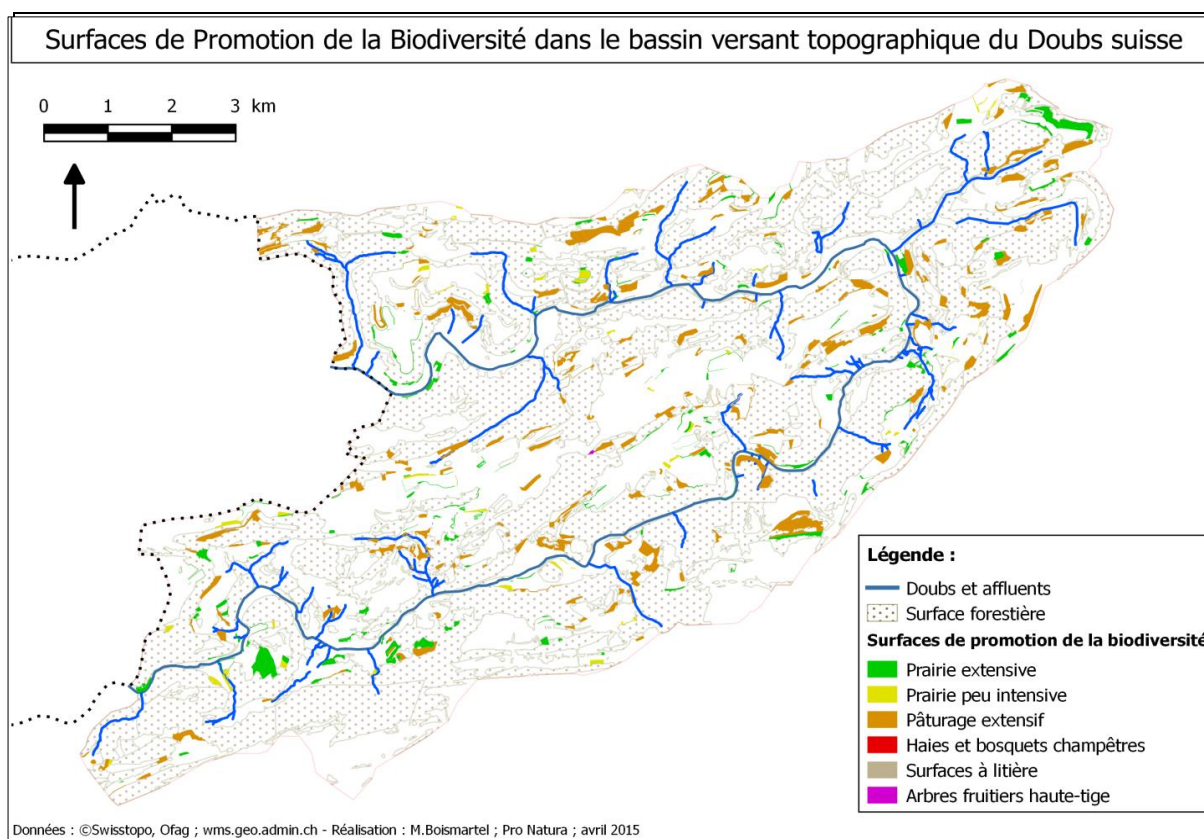 Surfaces de Promotion de la Biodiversité dans le bassin versant topographique du Doubs suisse
0 1 2 3 km
Légende :
Doubs et affluents
Surface forestière
Surfaces de promotion de la biodiversité
Prairie extensive
Prairie peu intensive
Pâturage extensif
Haies et bosquets champêtres
Surfaces à litière
Arbres fruitiers haute-tige
Données : ©Swisstopo, Ofag ; wms.geo.admin.ch - Réalisation : M.Boismartel ; Pro Natura ; avril 2015